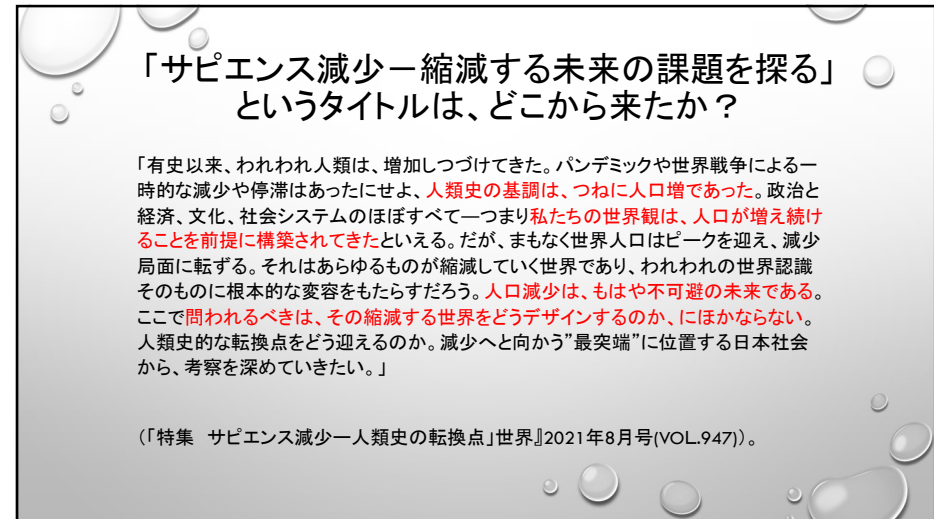 「サピエンス減少－縮減する未来の課題を探る」
というタイトルは、どこから来たか？
「有史以来、われわれ人類は、増加しつづけてきた。パンデミックや世界戦争による一
時的な減少や停滞はあったにせよ、人類史の基調は、つねに人口増であった。政治と
経済、文化、社会システムのほぼすべて―つまり私たちの世界観は、人口が増え続け
ることを前提に構築されてきたといえる。だが、まもなく世界人口はピークを迎え、減少
局面に転ずる。それはあらゆるものが縮減していく世界であり、われわれの世界認識
そのものに根本的な変容をもたらすだろう。人口減少は、もはや不可避の未来である。
ここで問われるべきは、その縮減する世界をどうデザインするのか、にほかならない。
人類史的な転換点をどう迎えるのか。減少へと向かう”最突端”に位置する日本社会
から、考察を深めていきたい。」
（「特集　サピエンス減少ー人類史の転換点」世界』2021年8月号(VOL.947)）。